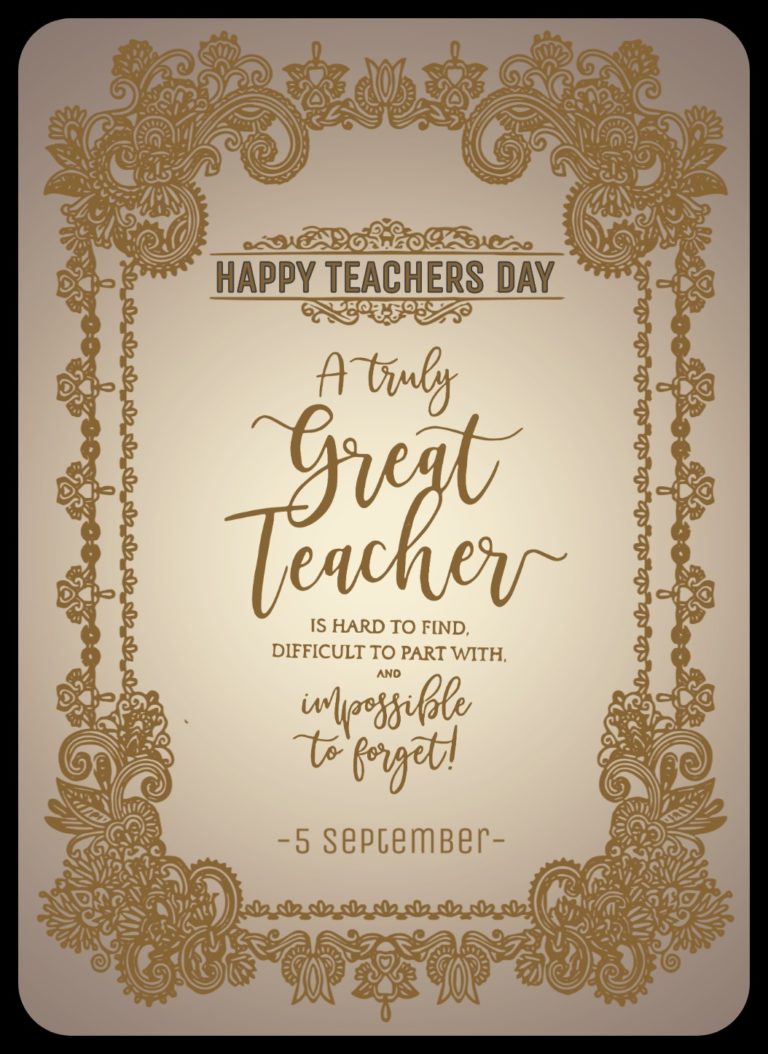 HAPPY TEACHERS DAY
A truly
Great
Teacher
IS HARD TO FIND,
DIFFICULT TO PART WITH,
AND
impossible
to forget!
-5 September-